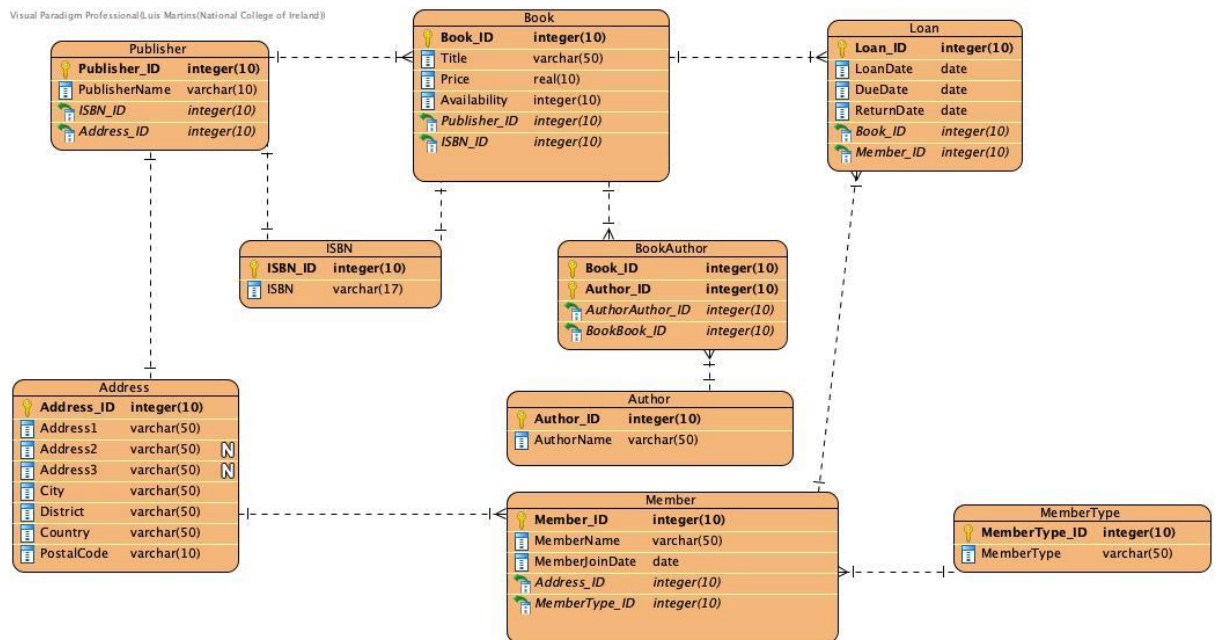 Visual Paradigm Professional(Luis Martins(National College of Ireland))
Publisher
Publisher_ID integer(10)
PublisherName varchar(10)
ISBN_ID integer(10)
Address_ID integer(10)
Book
Book_ID integer(10)
Title varchar(50)
Price real(10)
Availability integer(10)
Publisher_ID integer(10)
ISBN_ID integer(10)
Loan
Loan_ID integer(10)
LoanDate date
DueDate date
ReturnDate date
Book_ID integer(10)
Member_ID integer(10)
ISBN
ISBN_ID integer(10)
ISBN varchar(17)
BookAuthor
Book_ID integer(10)
Author_ID integer(10)
AuthorAuthor_ID integer(10)
BookBook_ID integer(10)
Address
Address_ID integer(10)
Address1 varchar(50)
Address2 varchar(50) N
Address3 varchar(50) N
City varchar(50)
District varchar(50)
Country varchar(50)
PostalCode varchar(10)
Author
Author_ID integer(10)
AuthorName varchar(50)
Member
Member_ID integer(10)
MemberName varchar(50)
MemberJoinDate date
Address_ID integer(10)
MemberType_ID integer(10)
MemberType
MemberType_ID integer(10)
MemberType varchar(50)